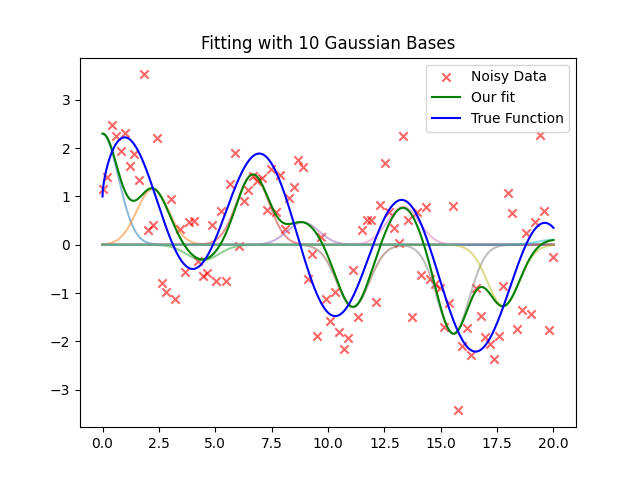 Fitting with 10 Gaussian Bases
Noisy Data
Our fit
True Function
3
2
1
0
−1
−2
−3
0.0 2.5 5.0 7.5 10.0 12.5 15.0 17.5 20.0